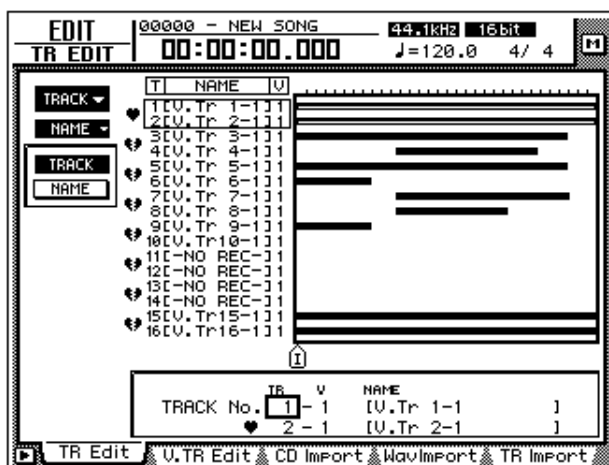 EDIT
TR EDIT
00000 - NEW SONG
00:00:00.000
44.1kHz 16bit
♩=120.0 4/ 4
M
TRACK
NAME
TRACK
NAME
T NAME V
1[V.Tr 1-1]1
2[V.Tr 2-1]1
3[V.Tr 3-1]1
4[V.Tr 4-1]1
5[V.Tr 5-1]1
6[V.Tr 6-1]1
7[V.Tr 7-1]1
8[V.Tr 8-1]1
9[V.Tr 9-1]1
10[V.Tr10-1]1
11[-NO REC-]1
12[-NO REC-]1
13[-NO REC-]1
14[-NO REC-]1
15[V.Tr15-1]1
16[V.Tr16-1]1
I
TR V NAME
TRACK No. 1 - 1 [V.Tr 1-1 ]
♥ 2 - 1 [V.Tr 2-1 ]
TR Edit V.TR Edit CD Import WavImport TR Import